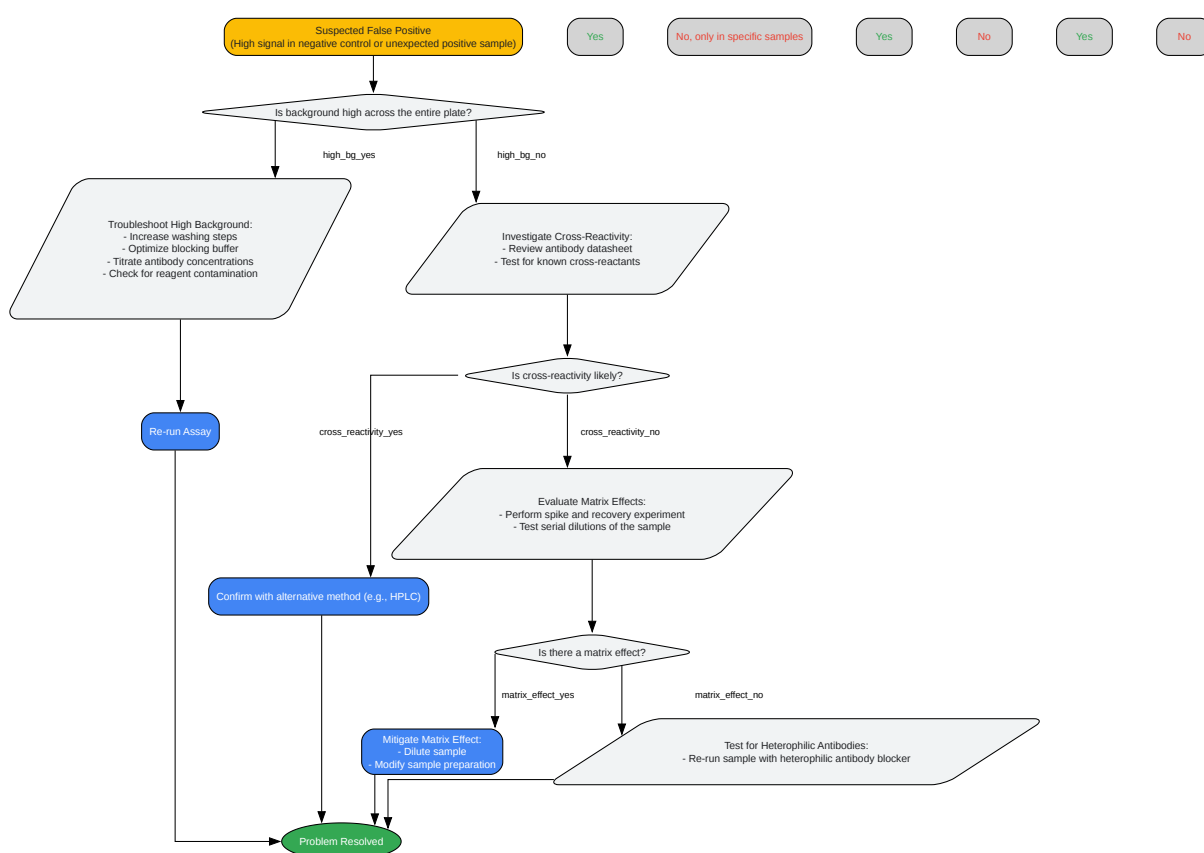 Suspected False Positive
(High signal in negative control or unexpected positive sample)
Yes
No, only in specific samples
Yes
No
Yes
No
Is background high across the entire plate?
high_bg_yes
high_bg_no
Troubleshoot High Background:
- Increase washing steps
- Optimize blocking buffer
- Titrate antibody concentrations
- Check for reagent contamination
Investigate Cross-Reactivity:
- Review antibody datasheet
- Test for known cross-reactants
Is cross-reactivity likely?
Re-run Assay
cross_reactivity_yes
cross_reactivity_no
Evaluate Matrix Effects:
- Perform spike and recovery experiment
- Test serial dilutions of the sample
Confirm with alternative method (e.g., HPLC)
Is there a matrix effect?
matrix_effect_yes
matrix_effect_no
Mitigate Matrix Effect:
- Dilute sample
- Modify sample preparation
Test for Heterophilic Antibodies:
- Re-run sample with heterophilic antibody blocker
Problem Resolved